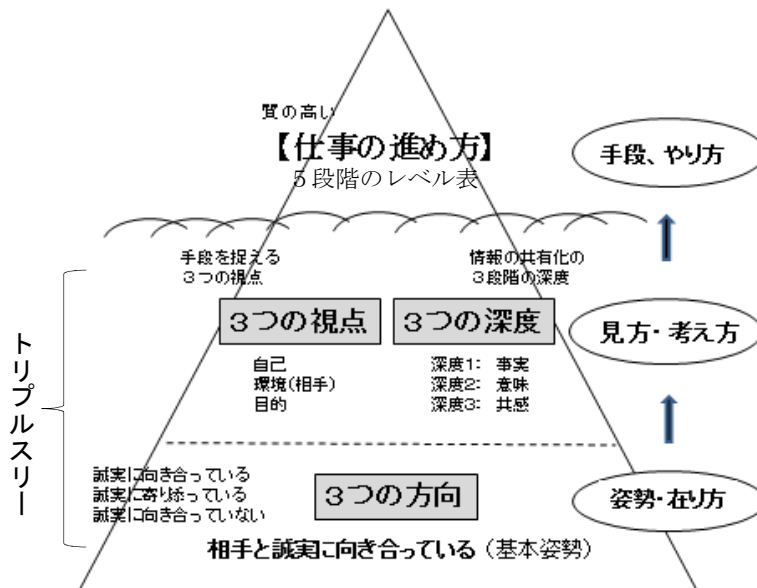 質の高い
【仕事の進め方】
５段階のレベル表
手段、やり方
手段を捉える
３つの視点
情報の共有化の
３段階の深度
３つの視点
３つの深度
見方・考え方
自己
環境(相手)
目的
深度1: 事実
深度2: 意味
深度3: 共感
トリプルスリー
誠実に向き合っている
誠実に寄り添っている
誠実に向き合っていない
３つの方向
姿勢・在り方
相手と誠実に向き合っている（基本姿勢）